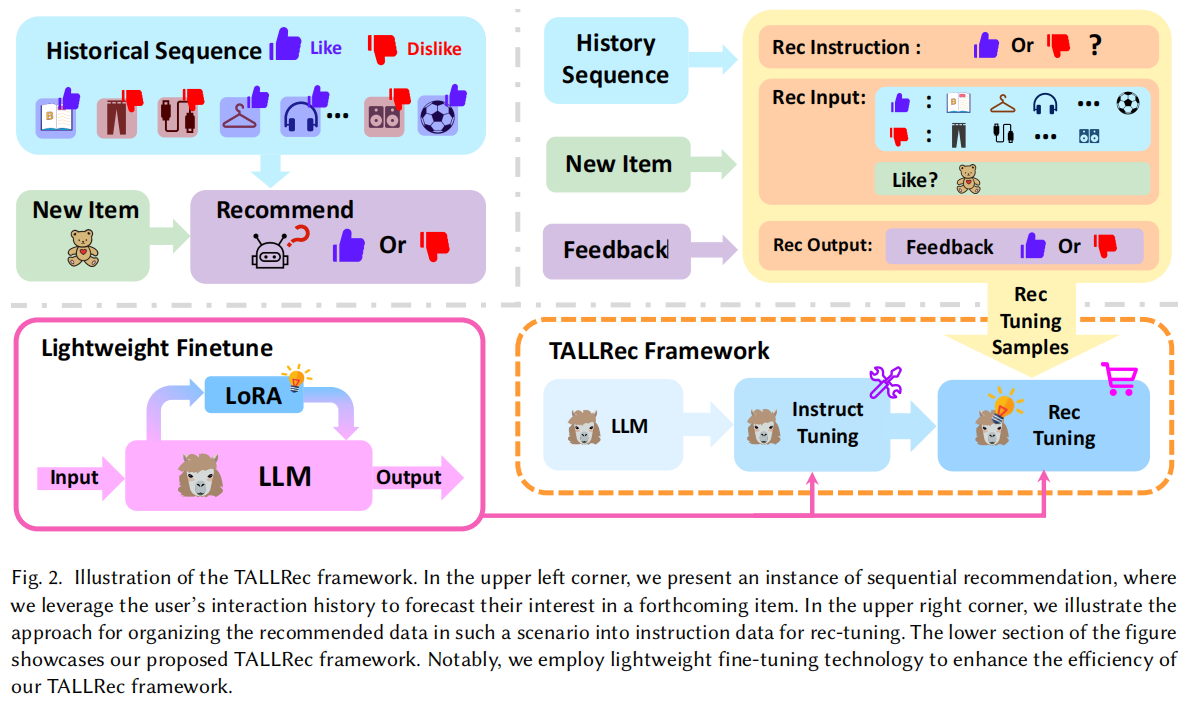 Historical Sequence Like Dislike
...
New Item
Recommend
Or
History
Sequence
New Item
Feedback
Rec Instruction : Or ?
Rec Input: : ...
: ...
Like?
Rec Output: Feedback Or
Rec
Tuning
Samples
Lightweight Finetune
LoRA
Input LLM Output
TALLRec Framework
LLM
Instruct
Tuning
Rec
Tuning
Fig. 2. Illustration of the TALLRec framework. In the upper left corner, we present an instance of sequential recommendation, where
we leverage the user's interaction history to forecast their interest in a forthcoming item. In the upper right corner, we illustrate the
approach for organizing the recommended data in such a scenario into instruction data for rec-tuning. The lower section of the figure
showcases our proposed TALLRec framework. Notably, we employ lightweight fine-tuning technology to enhance the efficiency of
our TALLRec framework.